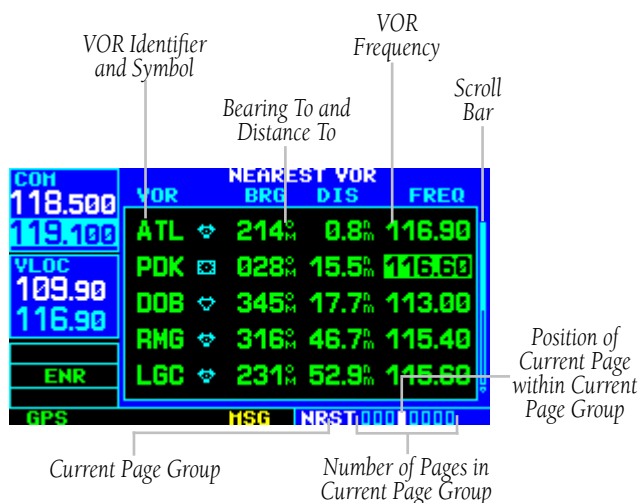 VOR Identifier
and Symbol
VOR
Frequency
Bearing To and
Distance To
Scroll
Bar
COM
118.500
119.100
VLOC
109.90
116.90
ENR
GPS
NEAREST VOR
VOR BRG DIS FREQ
ATL 214°M 0.8nm 116.90
PDK 028°M 15.5nm 116.60
DOB 345°M 17.7nm 113.00
RMG 316°M 46.7nm 115.40
LGC 231°M 52.9nm 115.60
MSG NRST
Position of
Current Page
within Current
Page Group
Current Page Group
Number of Pages in
Current Page Group